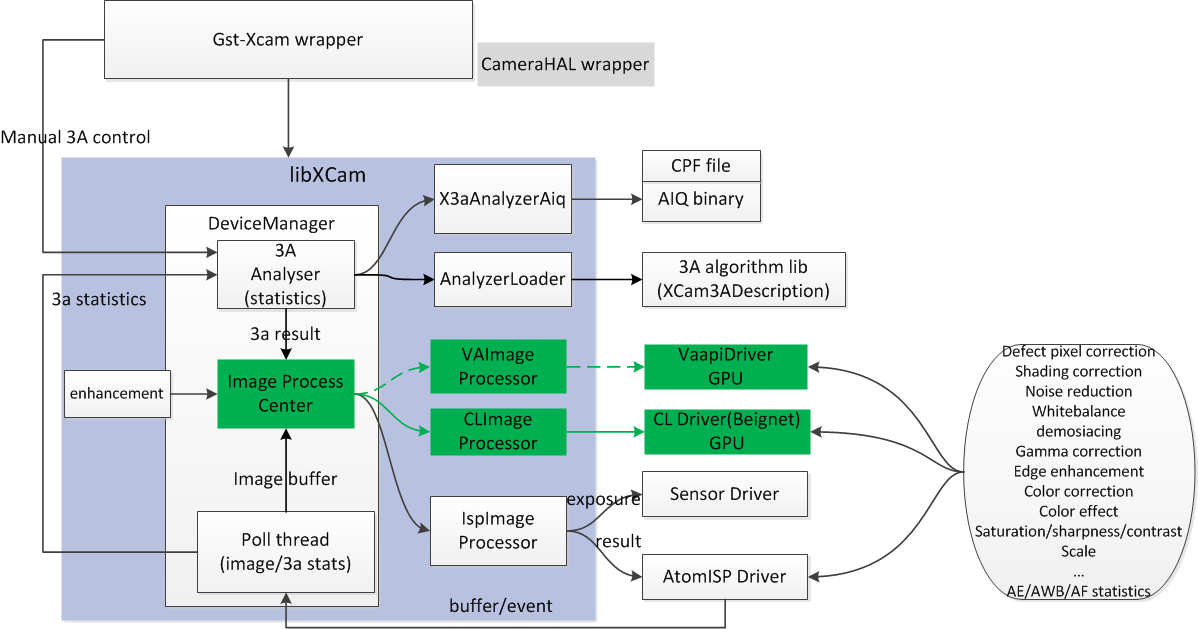 Gst-Xcam wrapper
CameraHAL wrapper
Manual 3A control
libXCam
DeviceManager
3A
Analyser
(statistics)
3a statistics
3a result
X3aAnalyzerAiq
CPF file
AIQ binary
AnalyzerLoader
3A algorithm lib
(XCam3ADescription)
enhancement
Image Process
Center
VAImage
Processor
VaapiDriver
GPU
CLImage
Processor
CL Driver(Beignet)
GPU
Image buffer
Poll thread
(image/3a stats)
IspImage
Processor
exposure
result
Sensor Driver
AtomISP Driver
buffer/event
Defect pixel correction
Shading correction
Noise reduction
Whitebalance
demosiacing
Gamma correction
Edge enhancement
Color correction
Color effect
Saturation/sharpness/contrast
Scale
...
AE/AWB/AF statistics